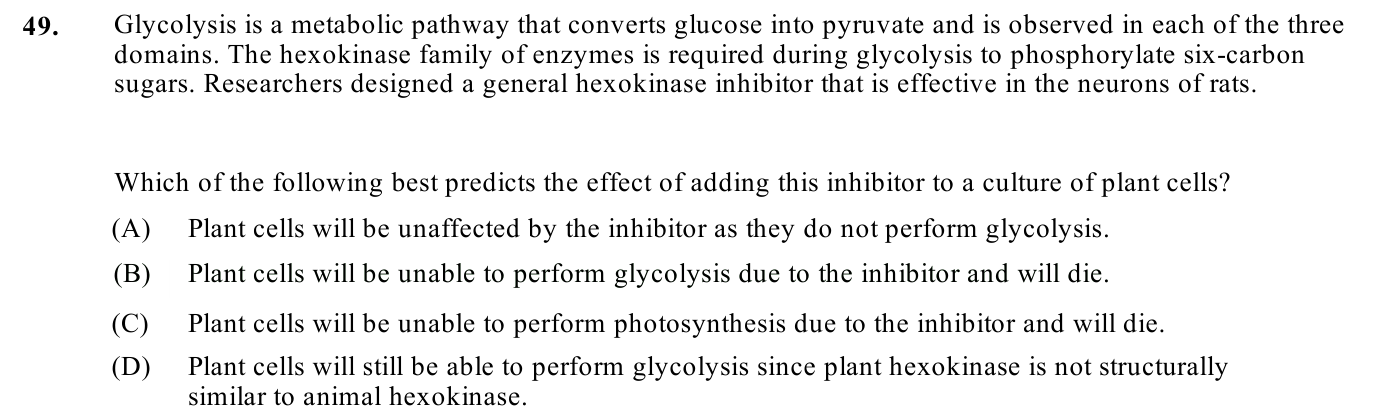 49. Glycolysis is a metabolic pathway that converts glucose into pyruvate and is observed in each of the three
domains. The hexokinase family of enzymes is required during glycolysis to phosphorylate six-carbon
sugars. Researchers designed a general hexokinase inhibitor that is effective in the neurons of rats.
Which of the following best predicts the effect of adding this inhibitor to a culture of plant cells?
(A) Plant cells will be unaffected by the inhibitor as they do not perform glycolysis.
(B) Plant cells will be unable to perform glycolysis due to the inhibitor and will die.
(C) Plant cells will be unable to perform photosynthesis due to the inhibitor and will die.
(D) Plant cells will still be able to perform glycolysis since plant hexokinase is not structurally
similar to animal hexokinase.